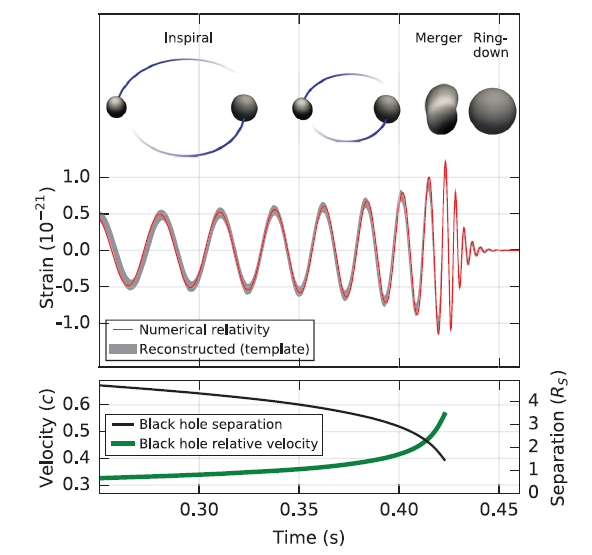 Inspiral
Merger
Ring-
down
Strain (10⁻²¹)
1.0
0.5
0.0
-0.5
-1.0
Numerical relativity
Reconstructed (template)
Velocity (c)
0.6
0.5
0.4
0.3
Black hole separation
Black hole relative velocity
4
3
2
1
0
Separation (R_S)
0.30
0.35
0.40
0.45
Time (s)